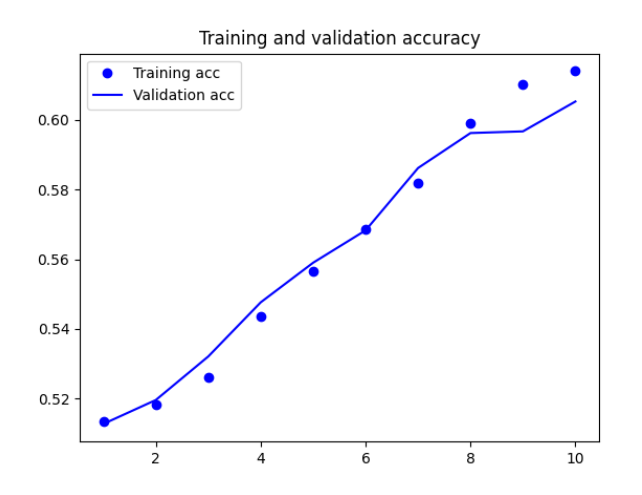 Training and validation accuracy
Training acc
Validation acc
0.60
0.58
0.56
0.54
0.52
2 4 6 8 10